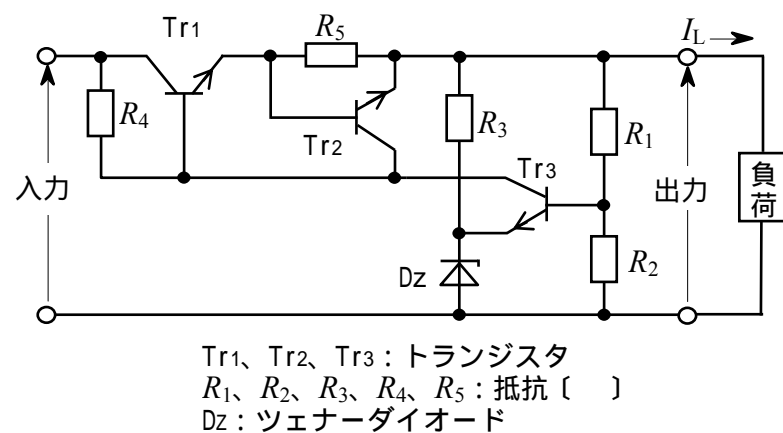 Tr1
R5
IL
R4
Tr2
R3
R1
Tr3
入力
出力
負荷
Dz
R2
Tr1、Tr2、Tr3：トランジスタ
R1、R2、R3、R4、R5：抵抗〔　〕
Dz：ツェナーダイオード